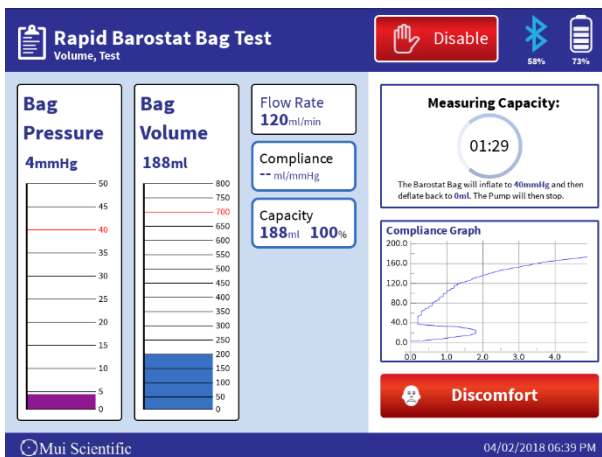 Rapid Barostat Bag Test
Volume, Test
Disable
58%
73%
Bag
Pressure
4mmHg
50
45
40
35
30
25
20
15
10
5
0
Bag
Volume
188ml
800
750
700
650
600
550
500
450
400
350
300
250
200
150
100
50
0
Flow Rate
120ml/min
Compliance
-- ml/mmHg
Capacity
188ml 100%
Measuring Capacity:
01:29
The Barostat Bag will inflate to 40mmHg and then
deflate back to 0ml. The Pump will then stop.
Compliance Graph
200.0
160.0
120.0
80.0
40.0
0.0
0.0 1.0 2.0 3.0 4.0
Discomfort
Mui Scientific
04/02/2018 06:39 PM